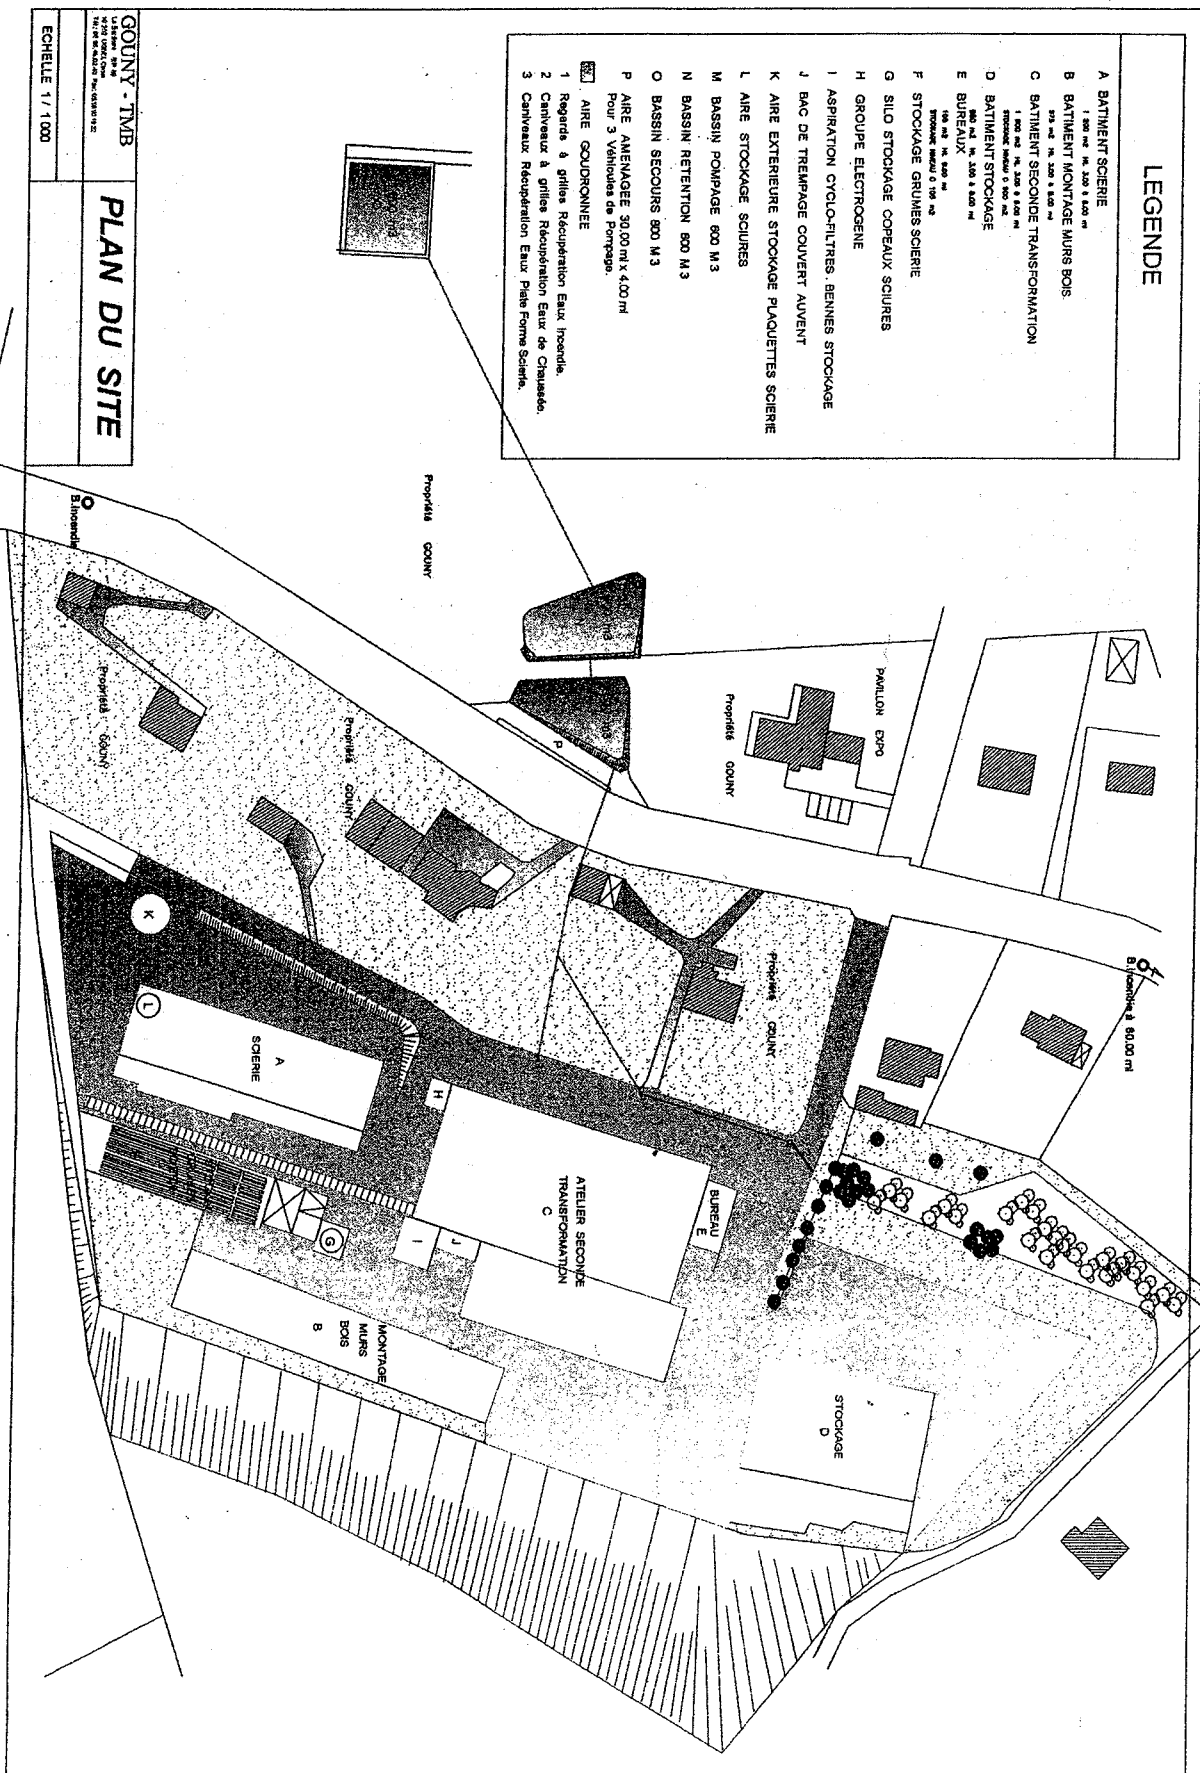 LEGENDE
A BATIMENT SCIERIE
B BATIMENT MONTAGE MURS BOIS
C BATIMENT SECONDE TRANSFORMATION
D BATIMENT STOCKAGE
E BUREAUX
F STOCKAGE GRUMES SCIERIE
G SILO STOCKAGE COPEAUX SCIURES
H GROUPE ELECTROGENE
I ASPIRATION CYCLO-FILTRES. BENNES STOCKAGE
J BAC DE TREMPAGE COUVERT AUVENT
K AIRE EXTERIEURE STOCKAGE PLAQUETTES SCIERIE
L AIRE STOCKAGE SCIURES
M BASSIN POMPAGE 600 M3
N BASSIN RETENTION 600 M3
O BASSIN SECOURS 800 M3
P AIRE AMENAGEE 30,00 ml x 4,00 ml
Pour 3 Véhicules de Pompage.
AIRE GOUDRONNEE
1 Regards à grilles Récupération Eaux Incendie.
2 Caniveaux à grilles Récupération Eaux de Chaussée.
3 Caniveaux Récupération Eaux Plate Forme Scierie.
GOUNY - TMB
PLAN DU SITE
ECHELLE 1 / 1000
B.Incendie
Propriété GOUNY
Propriété GOUNY
Propriété GOUNY
Propriété GOUNY
Propriété GOUNY
PAVILLON EXPO
P
B.Incendie à 60.00 ml
K
L
A
SCIERIE
H
ATELIER SECONDE
TRANSFORMATION
C
BUREAU
E
G
I
J
MONTAGE
MURS
BOIS
B
STOCKAGE
D